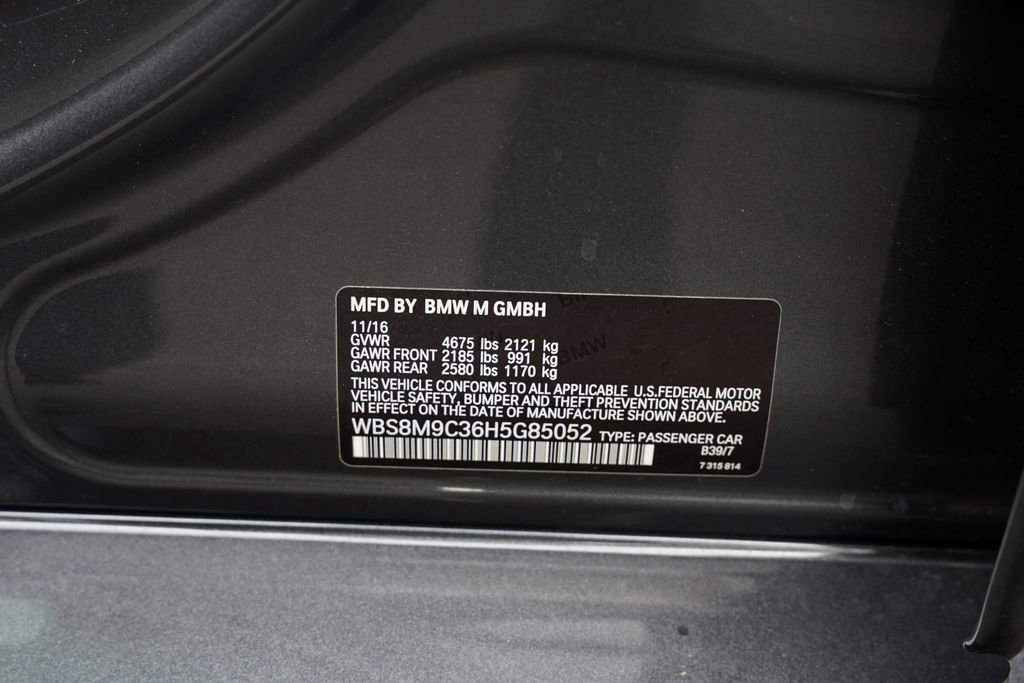 MFD BY BMW M GMBH
11/16
GVWR 4675 lbs 2121 kg
GAWR FRONT 2185 lbs 991 kg
GAWR REAR 2580 lbs 1170 kg
THIS VEHICLE CONFORMS TO ALL APPLICABLE U.S.FEDERAL MOTOR
VEHICLE SAFETY, BUMPER AND THEFT PREVENTION STANDARDS
IN EFFECT ON THE DATE OF MANUFACTURE SHOWN ABOVE.
WBS8M9C36H5G85052 TYPE: PASSENGER CAR
B39/7
7 315 814
BMW